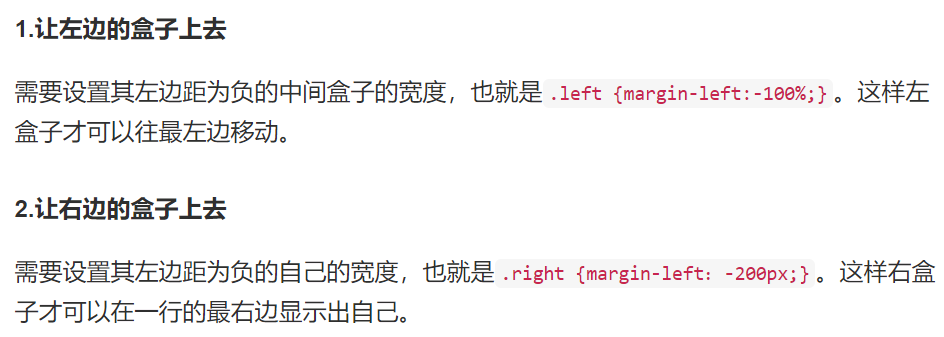 1.让左边的盒子上去
需要设置其左边距为负的中间盒子的宽度，也就是.left {margin-left:-100%;}。这样左
盒子才可以往最左边移动。
2.让右边的盒子上去
需要设置其左边距为负的自己的宽度，也就是.right {margin-left: -200px;}。这样右盒
子才可以在一行的最右边显示出自己。